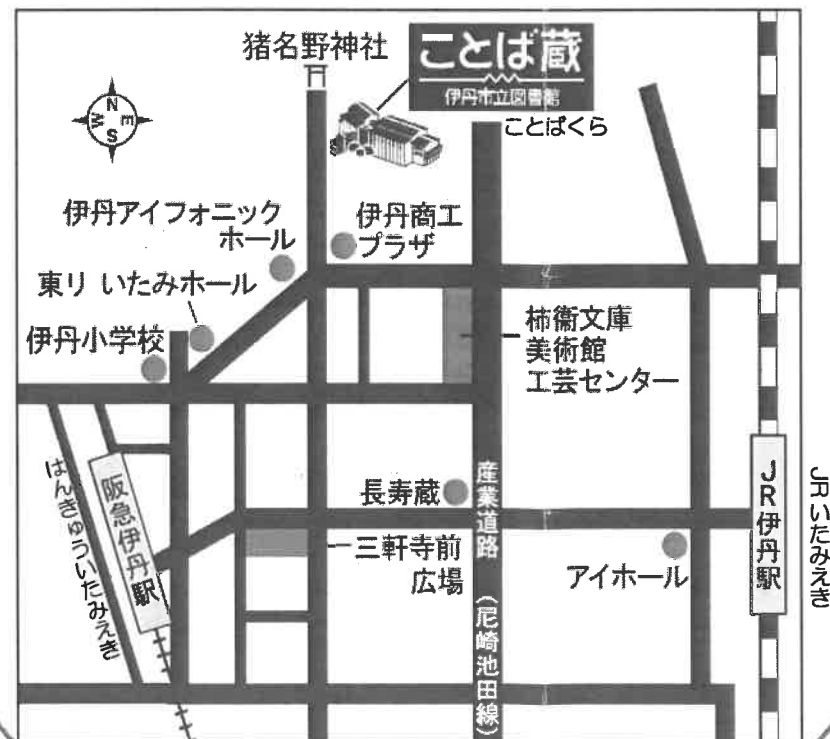 猪名野神社
ことば蔵
伊丹市立図書館
ことばくら
N
E
S
W
伊丹アイフォニック
ホール
伊丹商工
プラザ
東リ いたみホール
伊丹小学校
柿衞文庫
美術館
工芸センター
はんきゅういたみえき
阪急伊丹駅
長寿蔵
産業道路
(尼崎池田線)
三軒寺前
広場
アイホール
JR伊丹駅
JRいたみえき